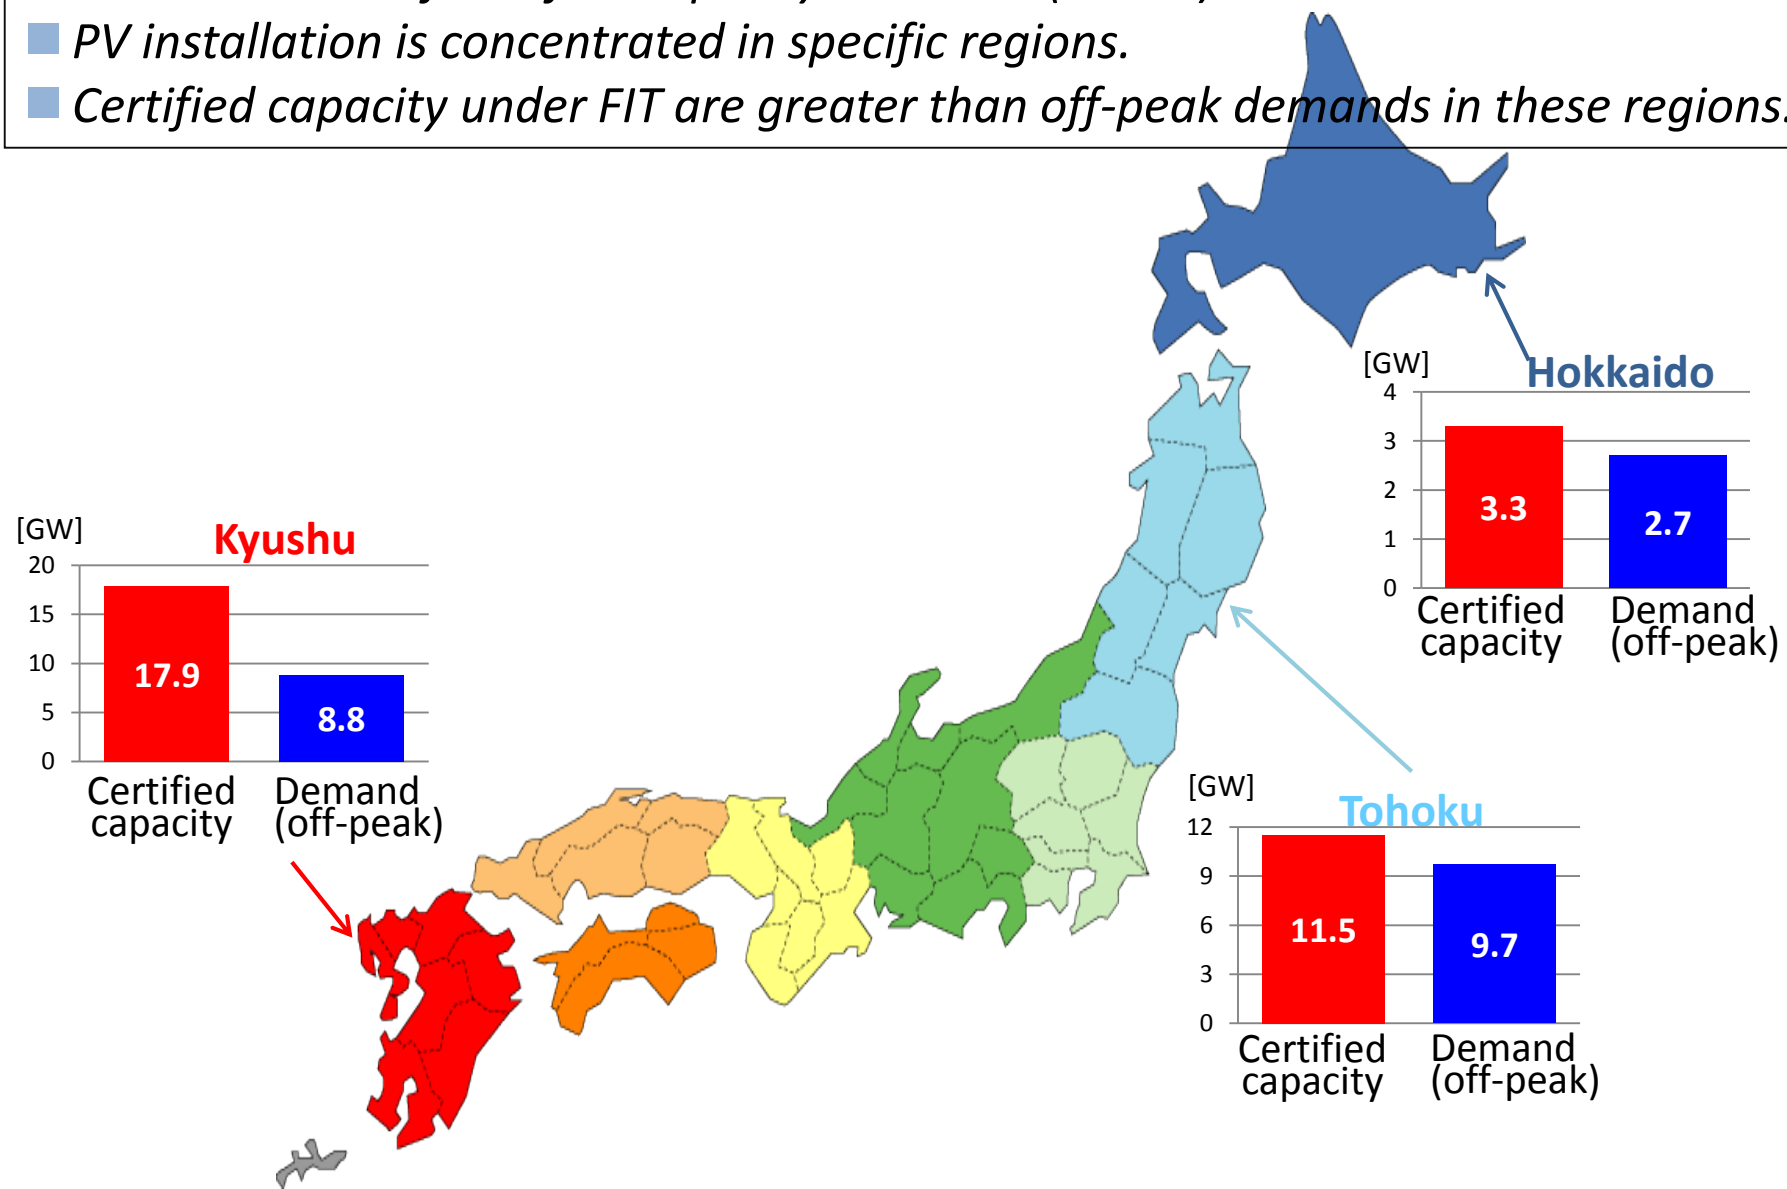 PV installation is concentrated in specific regions.
Certified capacity under FIT are greater than off-peak demands in these regions.
[GW]
Hokkaido
4
3
2
1
0
3.3
2.7
Certified
capacity
Demand
(off-peak)
[GW]
Kyushu
20
15
10
5
0
17.9
8.8
Certified
capacity
Demand
(off-peak)
[GW]
Tohoku
12
9
6
3
0
11.5
9.7
Certified
capacity
Demand
(off-peak)